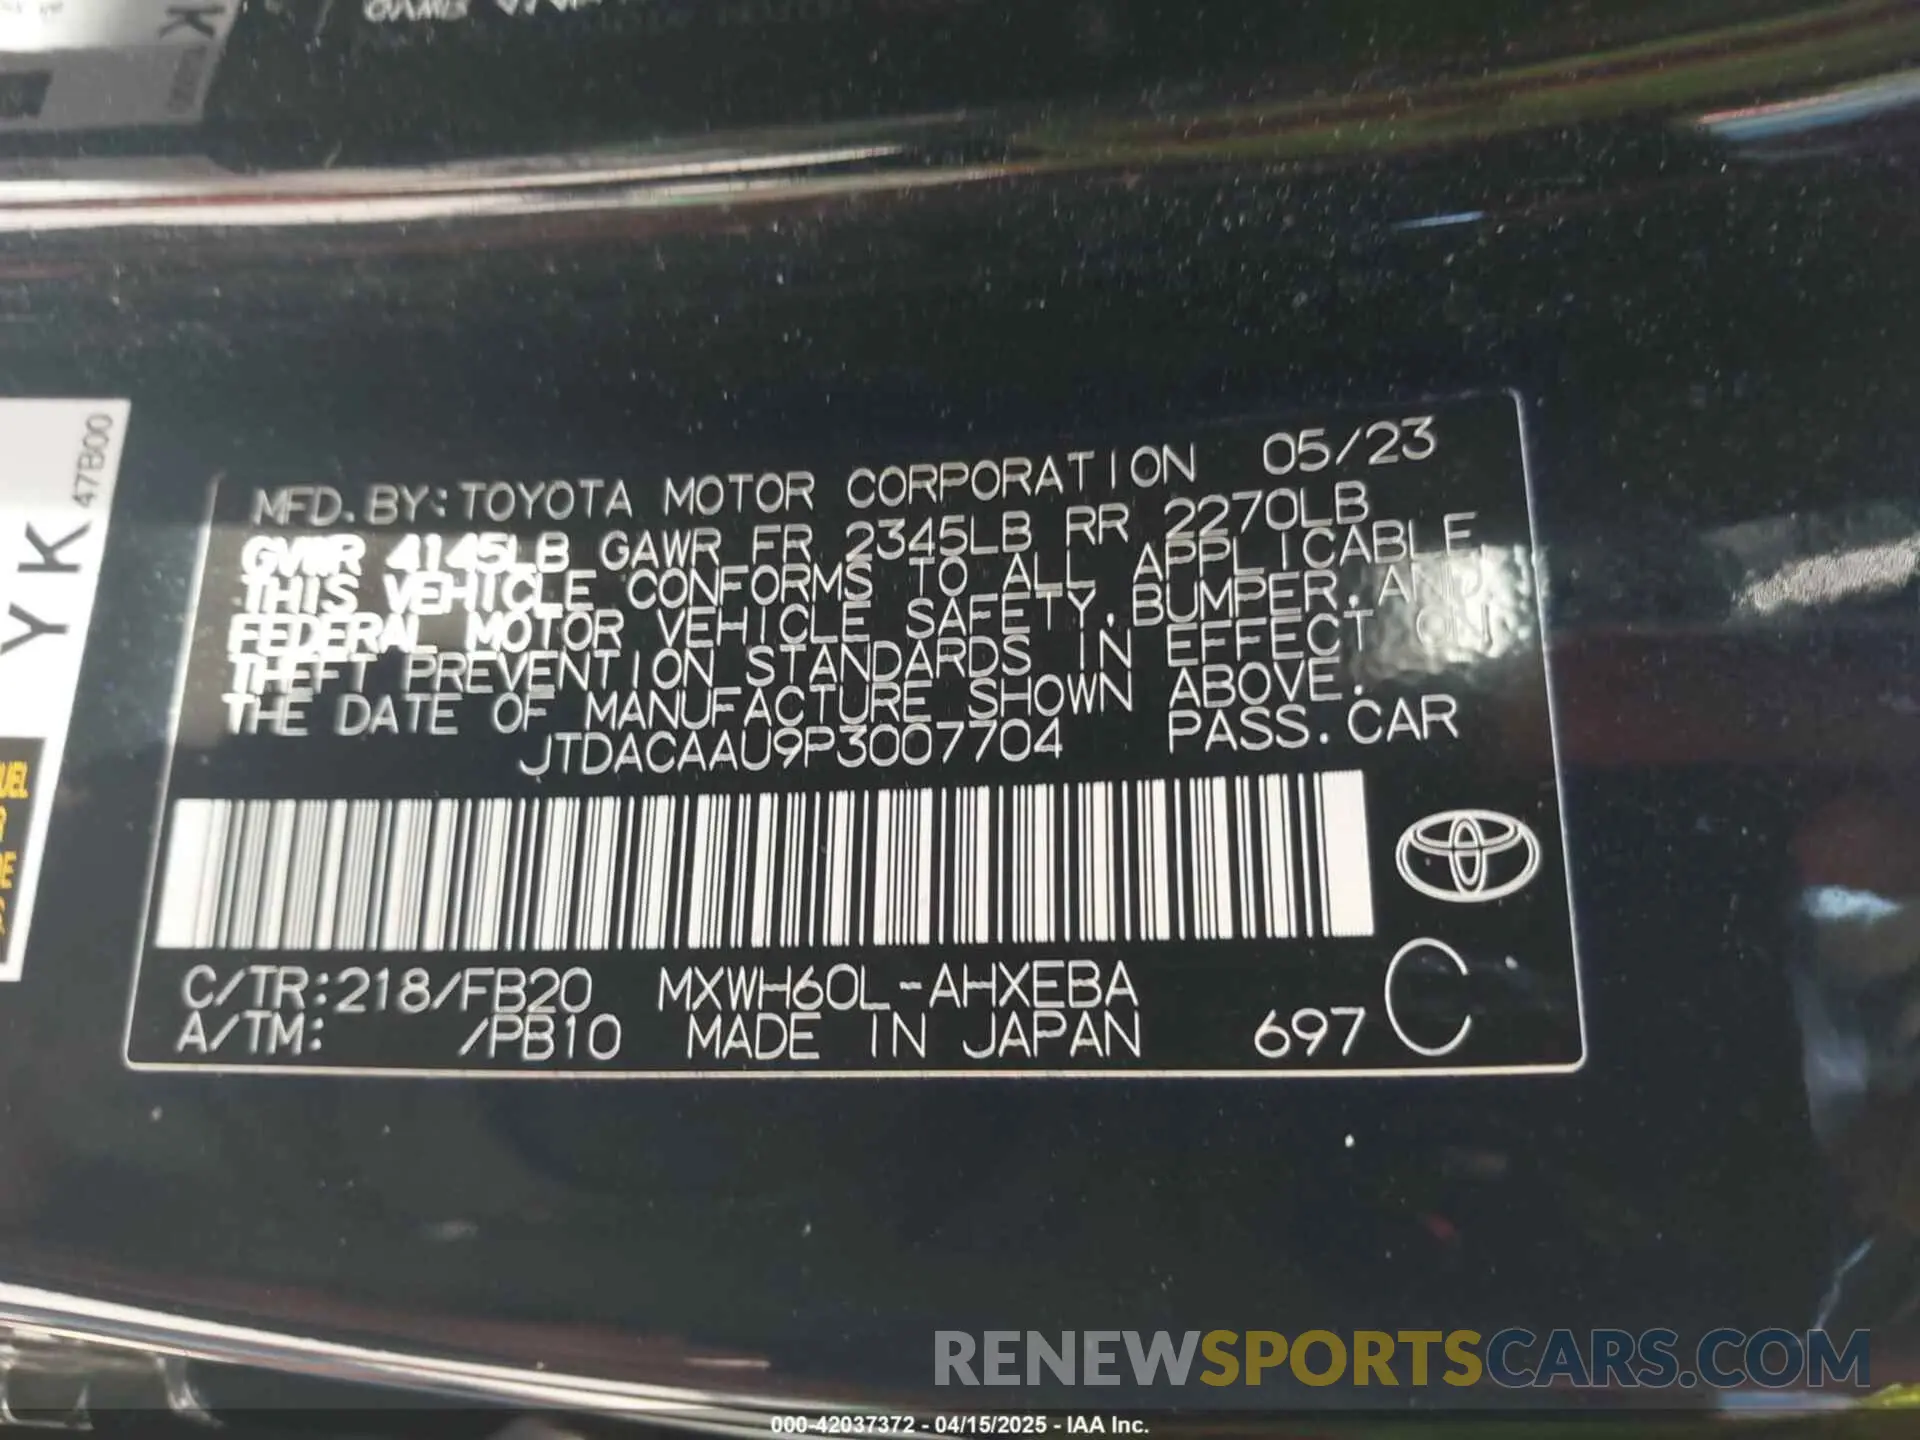 47B00
YK
MFD.BY:TOYOTA MOTOR CORPORATION 05/23
GVWR 4145LB GAWR FR 2345LB RR 2270LB
THIS VEHICLE CONFORMS TO ALL APPLICABLE
FEDERAL MOTOR VEHICLE SAFETY, BUMPER, AND
THEFT PREVENTION STANDARDS IN EFFECT ON
THE DATE OF MANUFACTURE SHOWN ABOVE.
JTDACAAU9P3007704 PASS.CAR
C/TR:218/FB20 MXWH60L-AHXEBA
A/TM: /PB10 MADE IN JAPAN 697 C
RENEWSPORTSCARS.COM
000-42037372 - 04/15/2025 - IAA Inc.